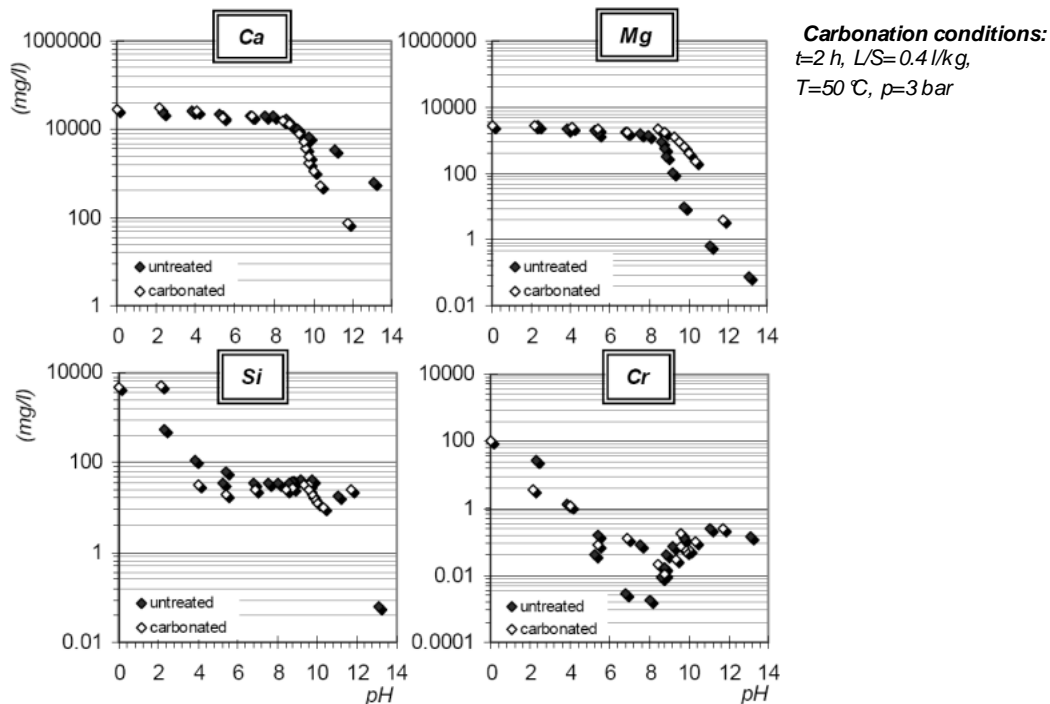 Ca
Mg
Carbonation conditions:
t=2 h, L/S=0.4 l/kg,
T=50 °C, p=3 bar
(mg/l)
1000000
10000
100
1
untreated
carbonated
0 2 4 6 8 10 12 14
1000000
10000
100
1
0.01
untreated
carbonated
0 2 4 6 8 10 12 14
Si
Cr
(mg/l)
10000
100
1
0.01
untreated
carbonated
0 2 4 6 8 10 12 14
pH
10000
100
1
0.01
0.0001
untreated
carbonated
0 2 4 6 8 10 12 14
pH